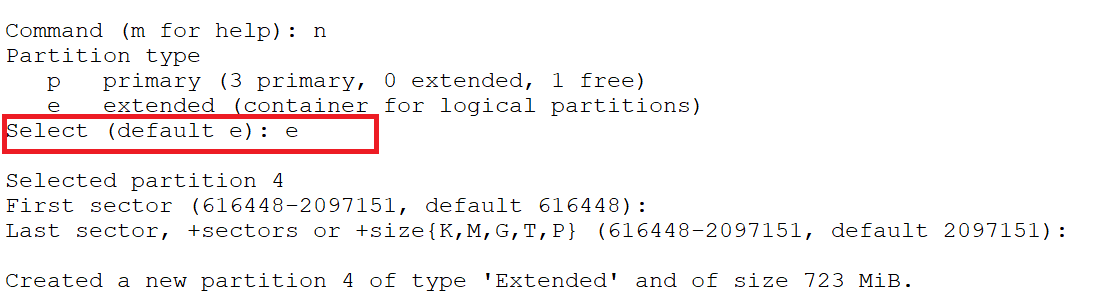 Command (m for help): n
Partition type
   p   primary (3 primary, 0 extended, 1 free)
   e   extended (container for logical partitions)
Select (default e): e
Selected partition 4
First sector (616448-2097151, default 616448):
Last sector, +sectors or +size{K,M,G,T,P} (616448-2097151, default 2097151):
Created a new partition 4 of type 'Extended' and of size 723 MiB.